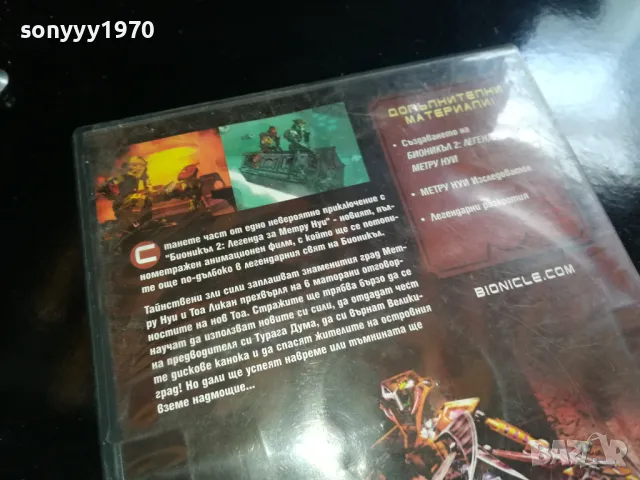 sonyyy1970
Станете част от едно невероятно приключение с
"Бионикъл 2: Легенда за Метру Нуи" - новият, пъл-
нометражен анимационен филм, с който ще се потопи-
те още по-дълбоко в легендарния свят на Бионикъл.
Тайнствени зли сили заплашват знаменития град Мет-
ру Нуи и Тоа Ликан прехвърля на 6 маторани отговор-
ностите на нов Тоа. Стражите ще трябва бързо да се
научат да използват новите си сили, да отдадат чест
на предводителя си Турага Дума, да си върнат Велики-
те дискове канока и да спасят жителите на островния
град! Но дали ще успеят навреме или тъмнината ще
вземе надмощие...
ДОПЪЛНИТЕЛНИ
МАТЕРИАЛИ:
• Създаването на
БИОНИКЪЛ 2: ЛЕГЕНДА
МЕТРУ НУИ
• МЕТРУ НУИ Изследовател
• Легендарни
BIONICLE.COM
BAZAR